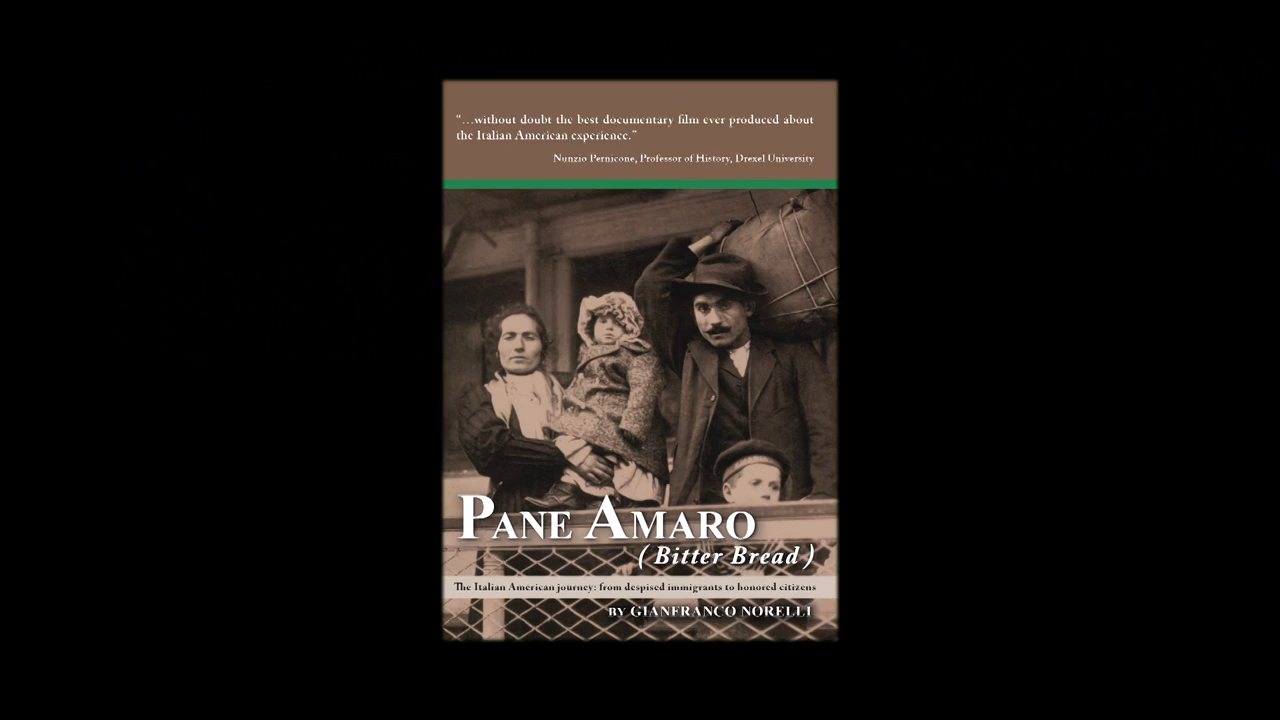 “…without doubt the best documentary film ever produced about
the Italian American experience.”
Nunzio Pernicone, Professor of History, Drexel University
PANE AMARO
( Bitter Bread )
The Italian American journey: from despised immigrants to honored citizens
BY GIANFRANCO NORELLI